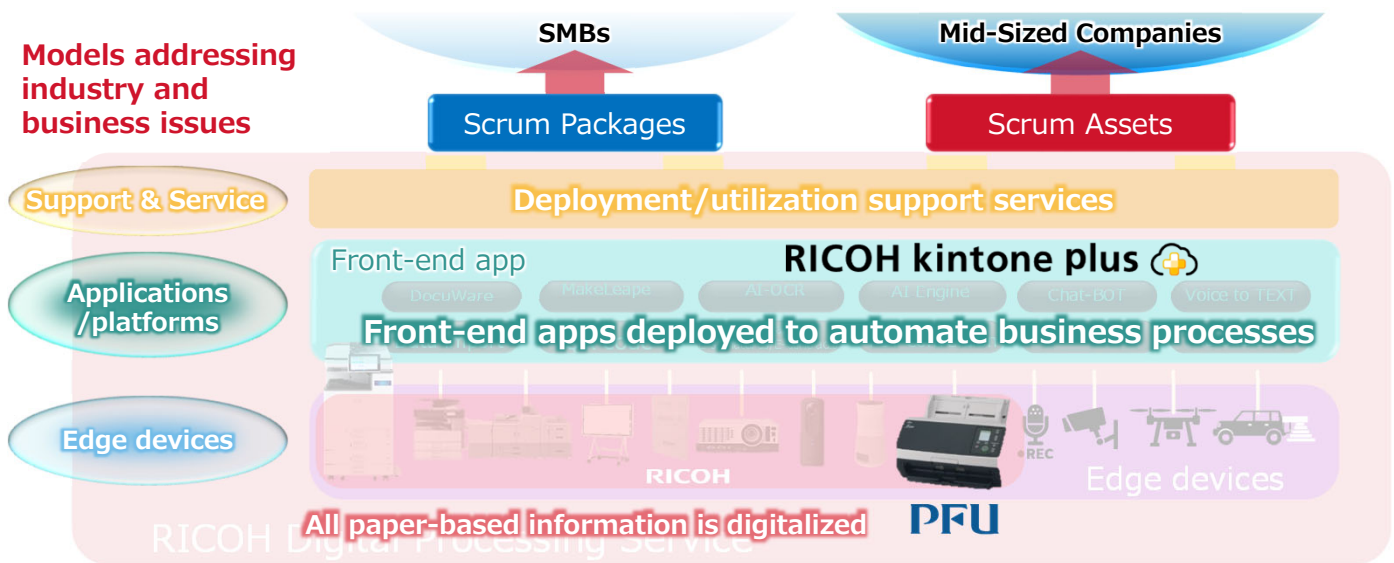 Models addressing
industry and
business issues
SMBs
Mid-Sized Companies
Scrum Packages
Scrum Assets
Support & Service
Deployment/utilization support services
Applications
/platforms
Front-end app
RICOH kintone plus
DocuWare
MakeLeaps
AI-OCR
AI Engine
Chat-BOT
Voice to TEXT
Front-end apps deployed to automate business processes
Edge devices
REC
RICOH
Edge devices
PFU
All paper-based information is digitalized
RICOH Digital Processing Service